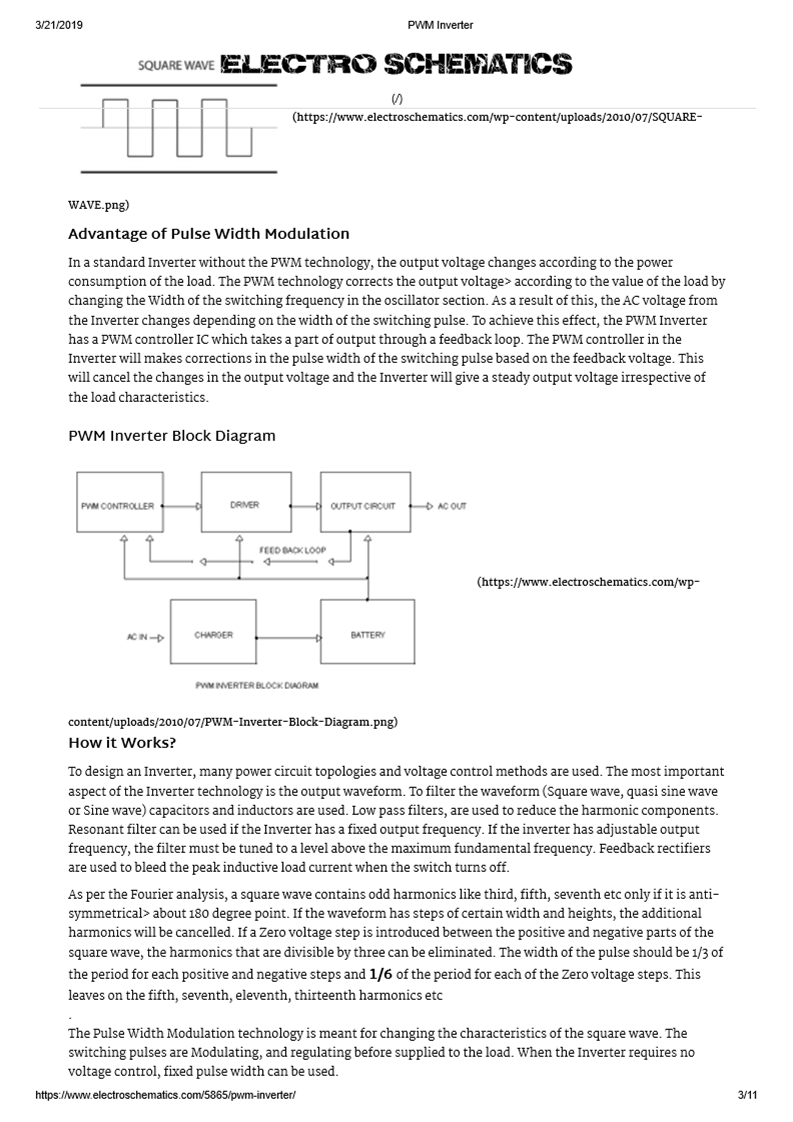 3/21/2019
PWM Inverter
SQUARE WAVE
ELECTRO SCHEMATICS
(/)
(https://www.electroschematics.com/wp-content/uploads/2010/07/SQUARE-
WAVE.png)
Advantage of Pulse Width Modulation
In a standard Inverter without the PWM technology, the output voltage changes according to the power
consumption of the load. The PWM technology corrects the output voltage> according to the value of the load by
changing the Width of the switching frequency in the oscillator section. As a result of this, the AC voltage from
the Inverter changes depending on the width of the switching pulse. To achieve this effect, the PWM Inverter
has a PWM controller IC which takes a part of output through a feedback loop. The PWM controller in the
Inverter will makes corrections in the pulse width of the switching pulse based on the feedback voltage. This
will cancel the changes in the output voltage and the Inverter will give a steady output voltage irrespective of
the load characteristics.
PWM Inverter Block Diagram
PWM CONTROLLER
DRIVER
OUTPUT CIRCUIT
AC OUT
FEED BACK LOOP
(https://www.electroschematics.com/wp-
AC IN
CHARGER
BATTERY
PWM INVERTER BLOCK DIAGRAM
content/uploads/2010/07/PWM-Inverter-Block-Diagram.png)
How it Works?
To design an Inverter, many power circuit topologies and voltage control methods are used. The most important
aspect of the Inverter technology is the output waveform. To filter the waveform (Square wave, quasi sine wave
or Sine wave) capacitors and inductors are used. Low pass filters, are used to reduce the harmonic components.
Resonant filter can be used if the Inverter has a fixed output frequency. If the inverter has adjustable output
frequency, the filter must be tuned to a level above the maximum fundamental frequency. Feedback rectifiers
are used to bleed the peak inductive load current when the switch turns off.
As per the Fourier analysis, a square wave contains odd harmonics like third, fifth, seventh etc only if it is anti-
symmetrical> about 180 degree point. If the waveform has steps of certain width and heights, the additional
harmonics will be cancelled. If a Zero voltage step is introduced between the positive and negative parts of the
square wave, the harmonics that are divisible by three can be eliminated. The width of the pulse should be 1/3 of
the period for each positive and negative steps and 1/6 of the period for each of the Zero voltage steps. This
leaves on the fifth, seventh, eleventh, thirteenth harmonics etc
.
The Pulse Width Modulation technology is meant for changing the characteristics of the square wave. The
switching pulses are Modulating, and regulating before supplied to the load. When the Inverter requires no
voltage control, fixed pulse width can be used.
https://www.electroschematics.com/5865/pwm-inverter/
3/11